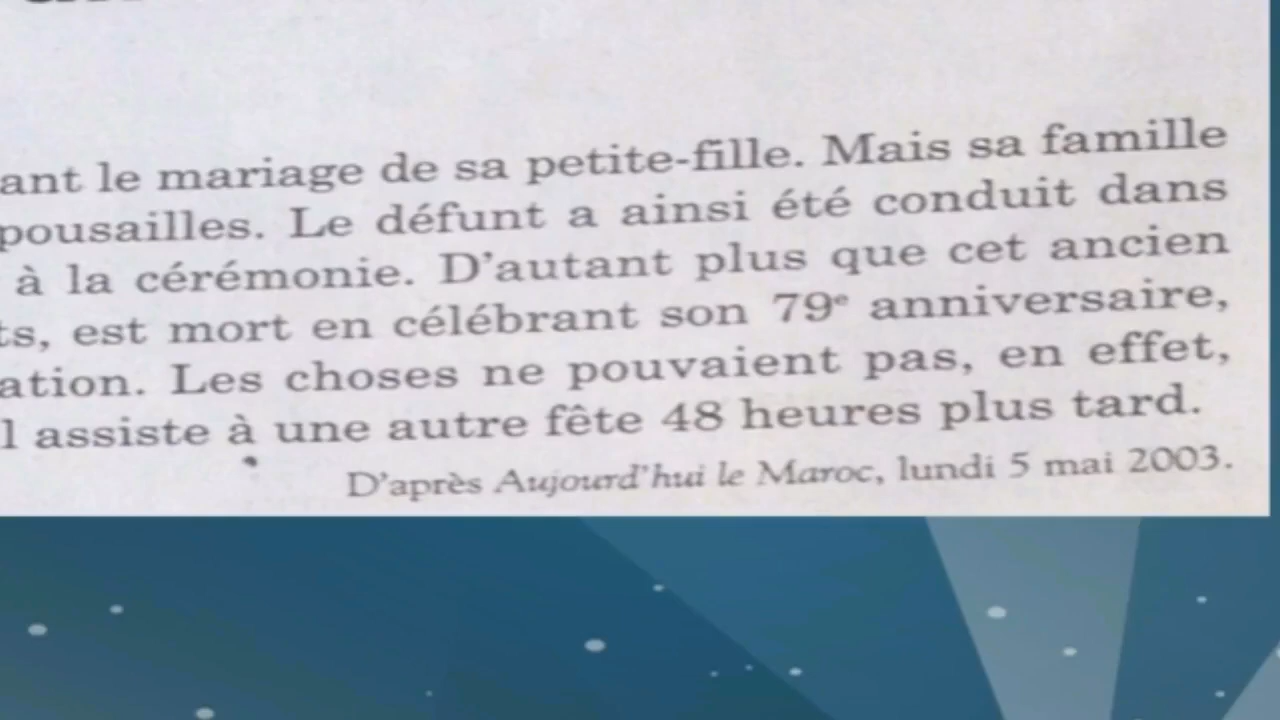 ant le mariage de sa petite-fille. Mais sa famille
pousailles. Le défunt a ainsi été conduit dans
à la cérémonie. D'autant plus que cet ancien
ts, est mort en célébrant son 79e anniversaire,
ation. Les choses ne pouvaient pas, en effet,
l assiste à une autre fête 48 heures plus tard.
D'après Aujourd'hui le Maroc, lundi 5 mai 2003.